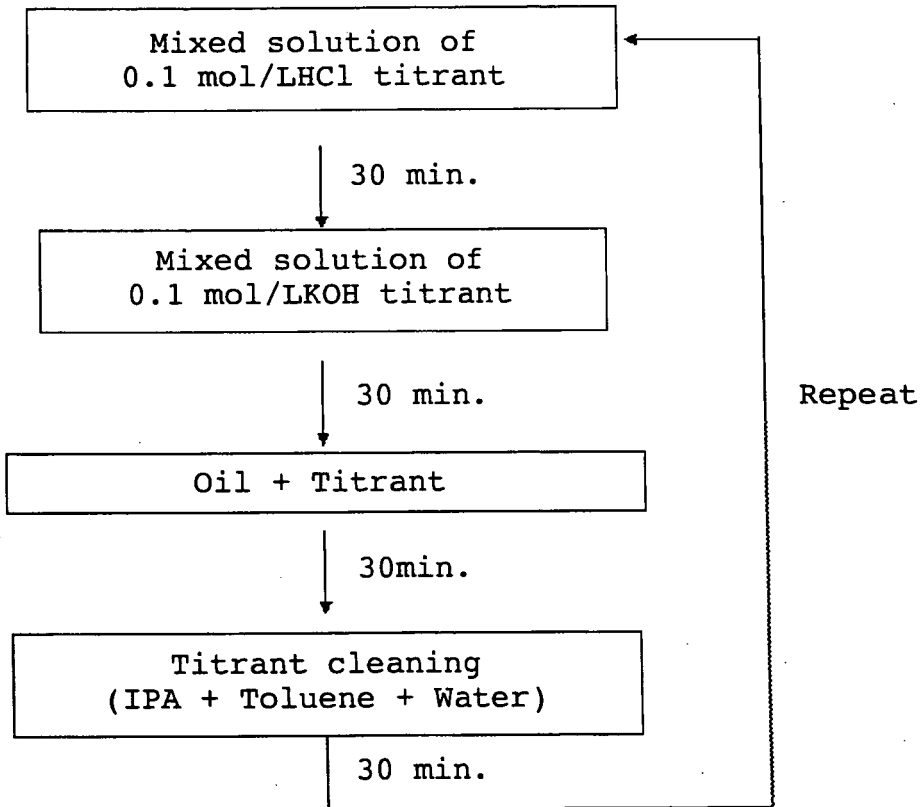 Mixed solution of
0.1 mol/LHCl titrant
30 min.
Mixed solution of
0.1 mol/LKOH titrant
30 min.
Repeat
Oil + Titrant
30min.
Titrant cleaning
(IPA + Toluene + Water)
30 min.